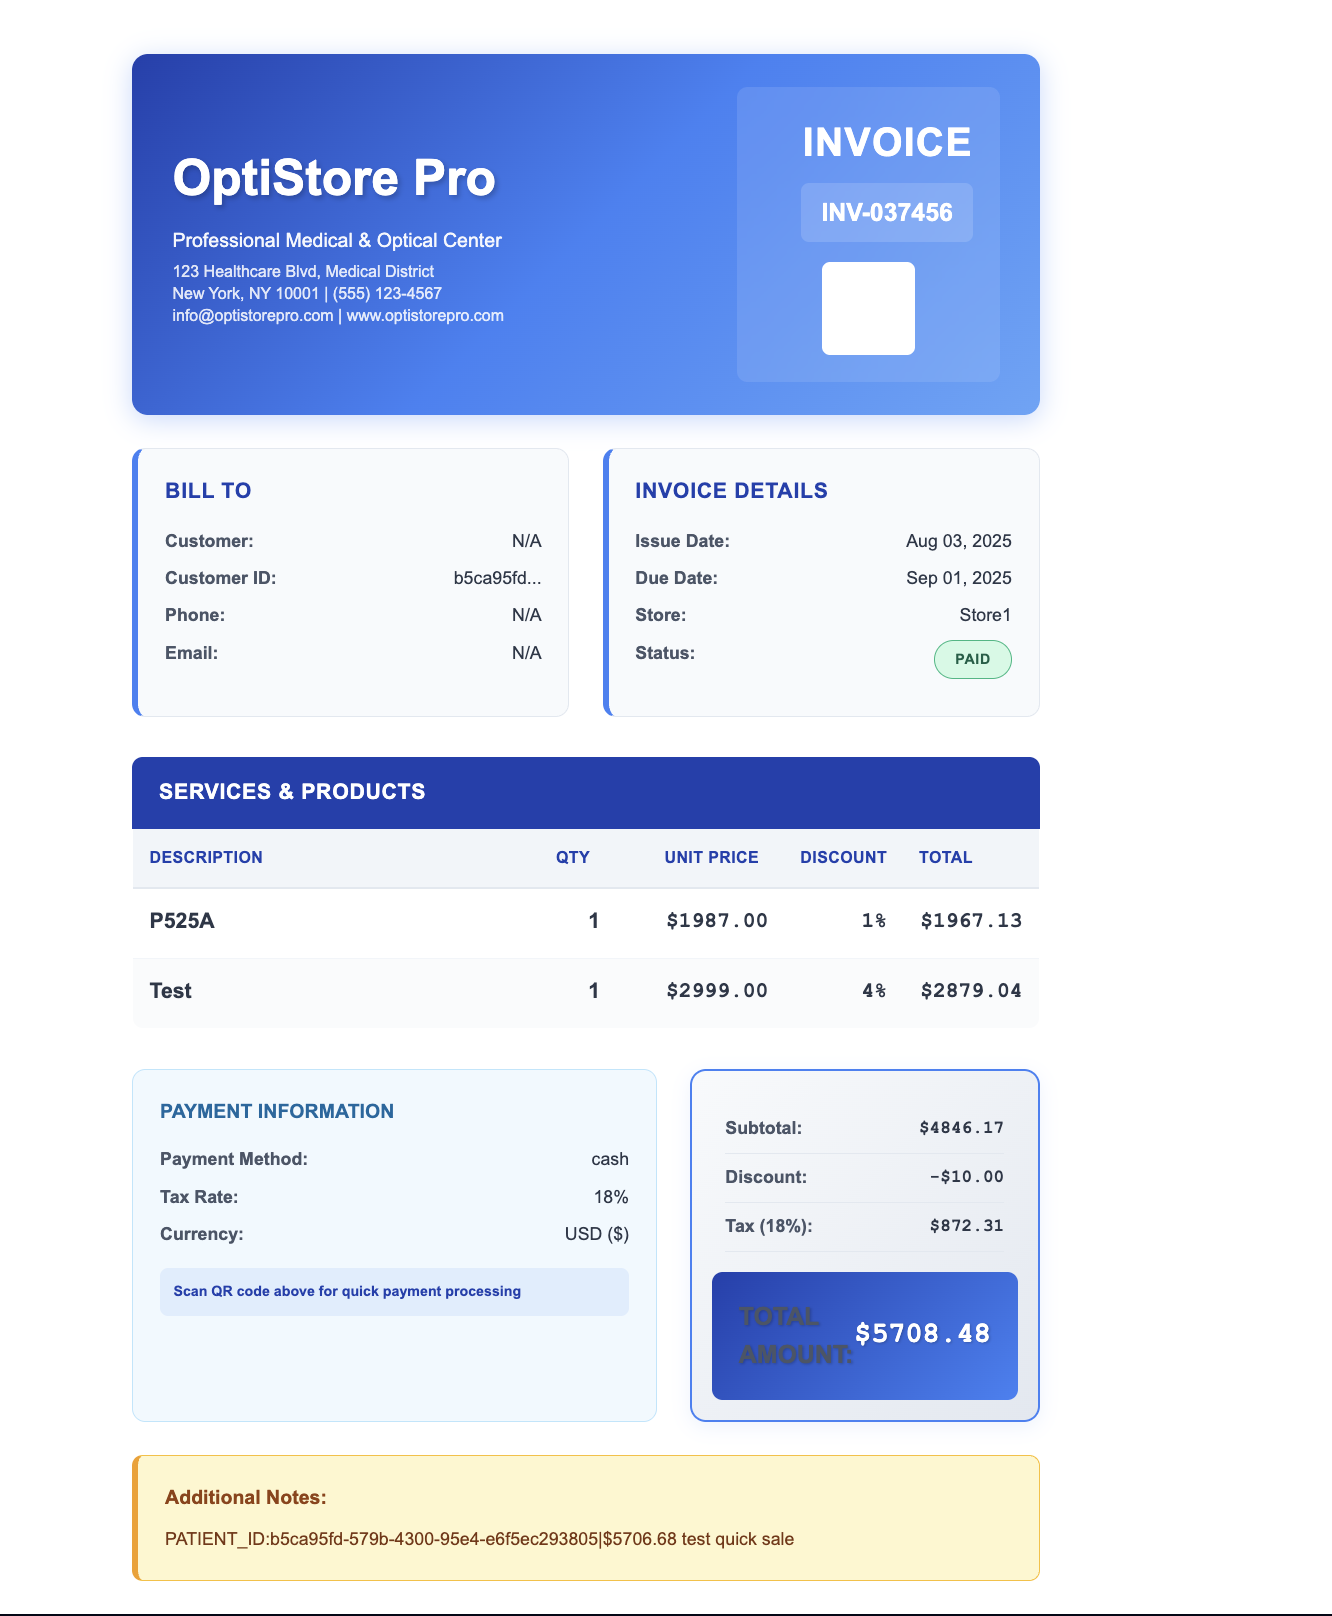 OptiStore Pro
Professional Medical & Optical Center
123 Healthcare Blvd, Medical District
New York, NY 10001 | (555) 123-4567
info@optistorepro.com | www.optistorepro.com
INVOICE
INV-037456
BILL TO
Customer: N/A
Customer ID: b5ca95fd...
Phone: N/A
Email: N/A
INVOICE DETAILS
Issue Date: Aug 03, 2025
Due Date: Sep 01, 2025
Store: Store1
Status: PAID
SERVICES & PRODUCTS
DESCRIPTION QTY UNIT PRICE DISCOUNT TOTAL
P525A 1 $1987.00 1% $1967.13
Test 1 $2999.00 4% $2879.04
PAYMENT INFORMATION
Payment Method: cash
Tax Rate: 18%
Currency: USD ($)
Scan QR code above for quick payment processing
Subtotal: $4846.17
Discount: -$10.00
Tax (18%): $872.31
TOTAL
AMOUNT: $5708.48
Additional Notes:
PATIENT_ID:b5ca95fd-579b-4300-95e4-e6f5ec293805|$5706.68 test quick sale